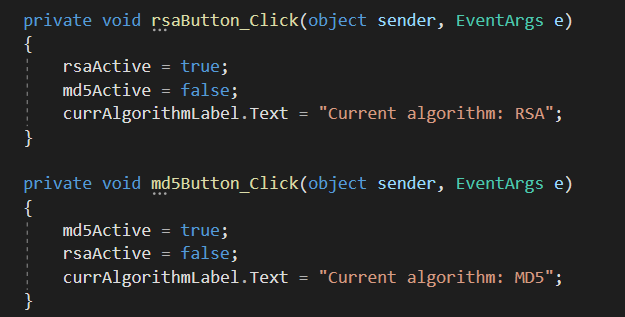 private void rsaButton_Click(object sender, EventArgs e)
{
    rsaActive = true;
    md5Active = false;
    currAlgorithmLabel.Text = "Current algorithm: RSA";
}
private void md5Button_Click(object sender, EventArgs e)
{
    md5Active = true;
    rsaActive = false;
    currAlgorithmLabel.Text = "Current algorithm: MD5";
}